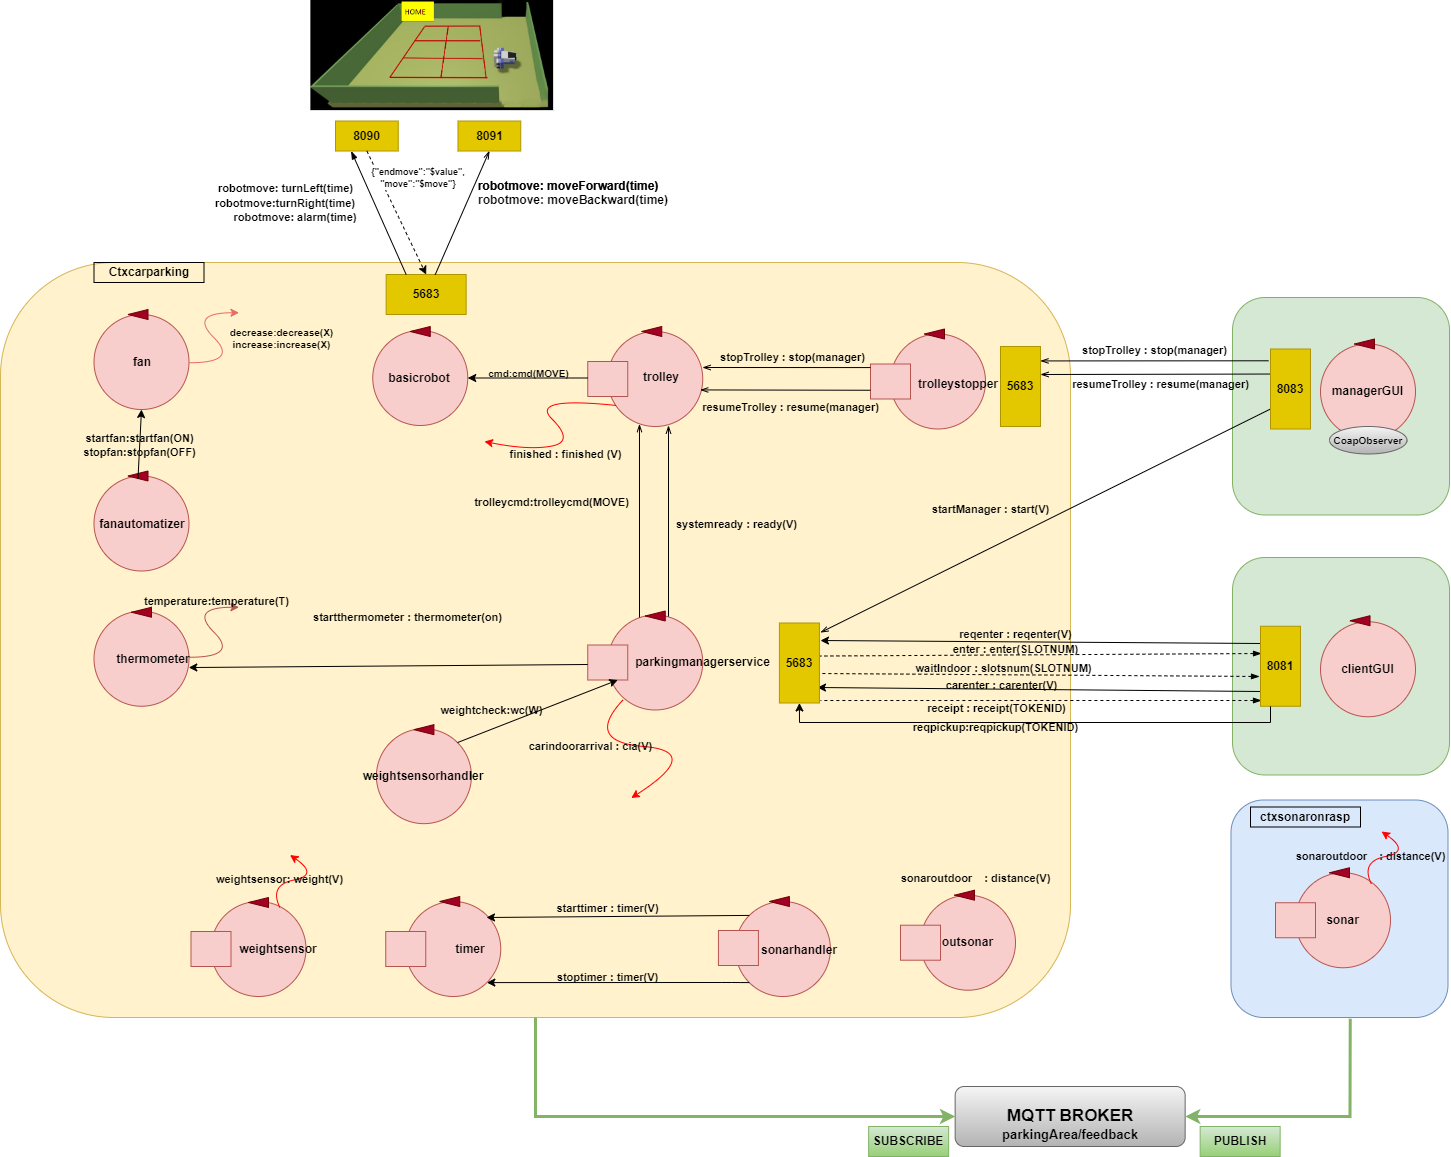 HOME
8090
8091
{"endmove":"$value",
"move":"$move"}
robotmove: turnLeft(time)
robotmove:turnRight(time)
robotmove: alarm(time)
robotmove: moveForward(time)
robotmove: moveBackward(time)
Ctxcarparking
5683
fan
decrease:decrease(X)
increase:increase(X)
basicrobot
cmd:cmd(MOVE)
trolley
stopTrolley : stop(manager)
resumeTrolley : resume(manager)
trolleystopper
5683
stopTrolley : stop(manager)
resumeTrolley : resume(manager)
8083
managerGUI
CoapObserver
startfan:startfan(ON)
stopfan:stopfan(OFF)
finished : finished (V)
trolleycmd:trolleycmd(MOVE)
systemready : ready(V)
startManager : start(V)
fanautomatizer
temperature:temperature(T)
startthermometer : thermometer(on)
thermometer
parkingmanagerservice
5683
reqenter : reqenter(V)
enter : enter(SLOTNUM)
waitIndoor : slotsnum(SLOTNUM)
carenter : carenter(V)
receipt : receipt(TOKENID)
reqpickup:reqpickup(TOKENID)
8081
clientGUI
weightcheck:wc(W)
carindoorarrival : cia(V)
weightsensorhandler
ctxsonaronrasp
sonaroutdoor : distance(V)
sonar
weightsensor: weight(V)
weightsensor
timer
starttimer : timer(V)
stoptimer : timer(V)
sonarhandler
sonaroutdoor : distance(V)
outsonar
MQTT BROKER
parkingArea/feedback
SUBSCRIBE
PUBLISH